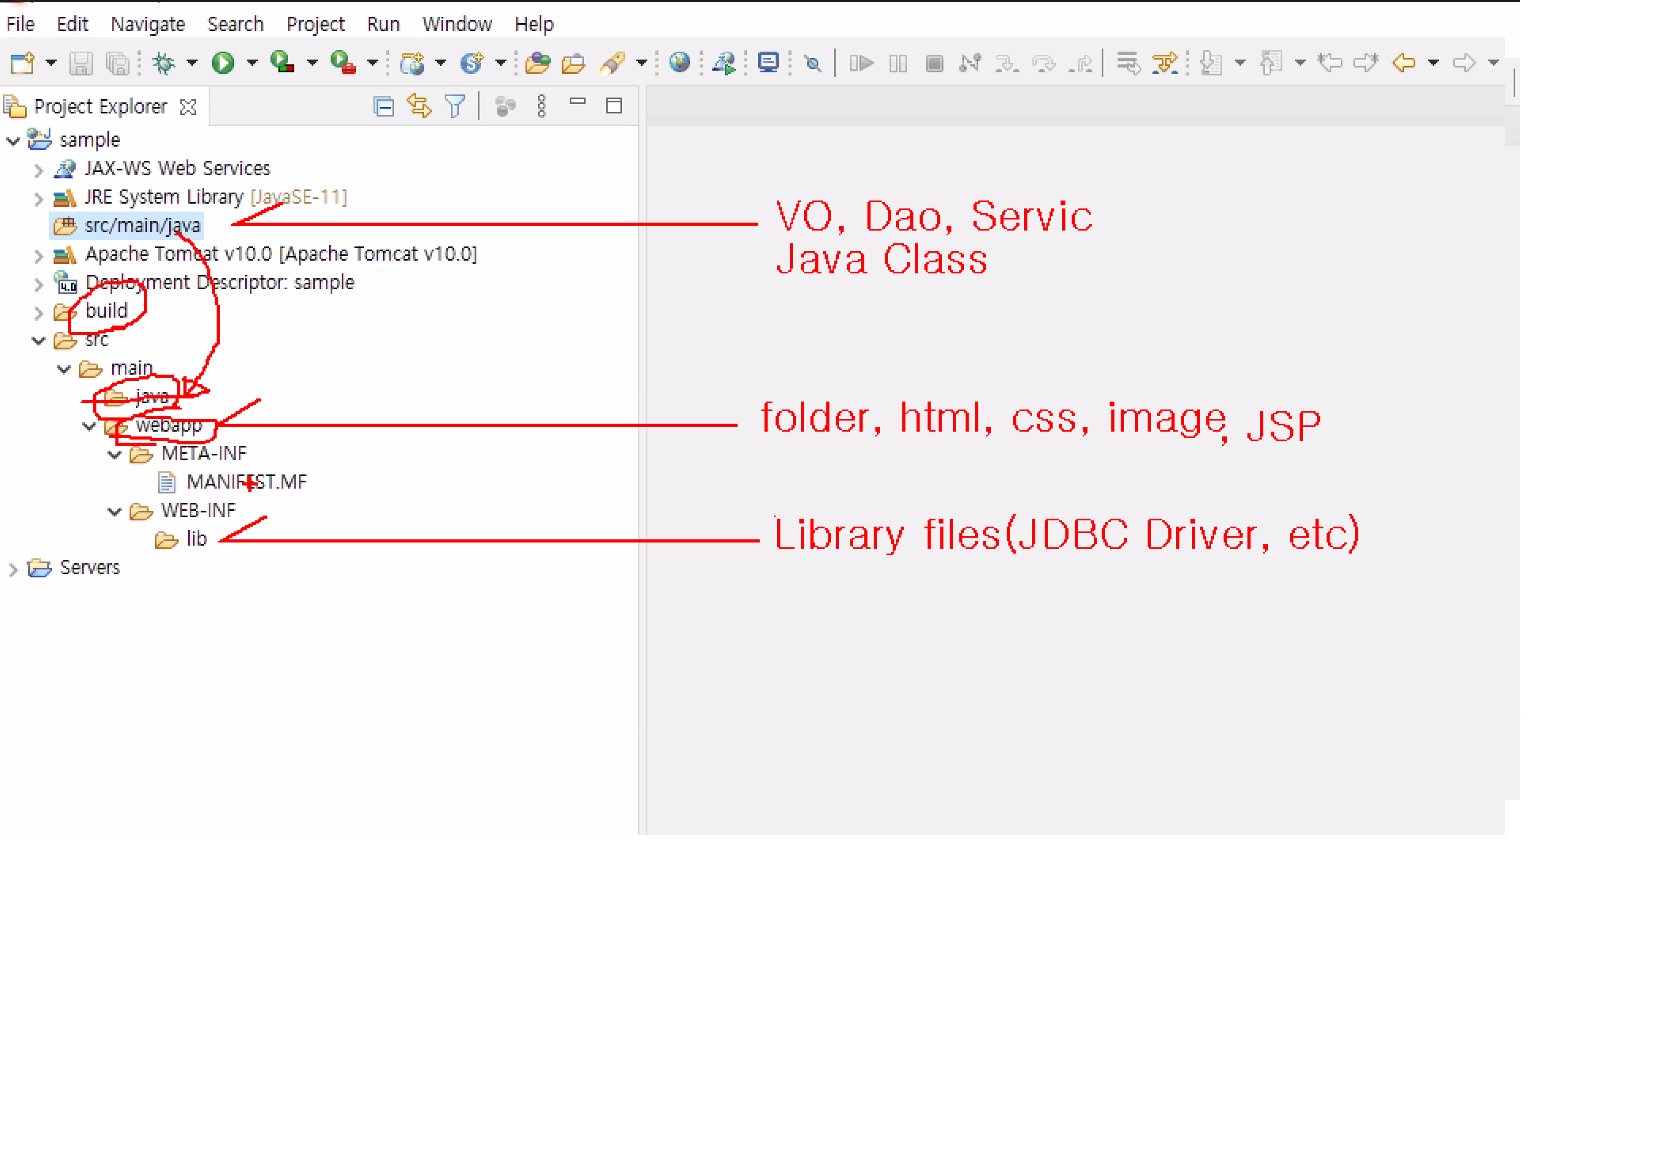 File Edit Navigate Search Project Run Window Help
Project Explorer
sample
JAX-WS Web Services
JRE System Library [JavaSE-11]
src/main/java
VO, Dao, Servic
Java Class
Apache Tomcat v10.0 [Apache Tomcat v10.0]
Deployment Descriptor: sample
build
src
main
java
webapp
folder, html, css, image, JSP
META-INF
MANIFEST.MF
WEB-INF
lib
Library files(JDBC Driver, etc)
Servers